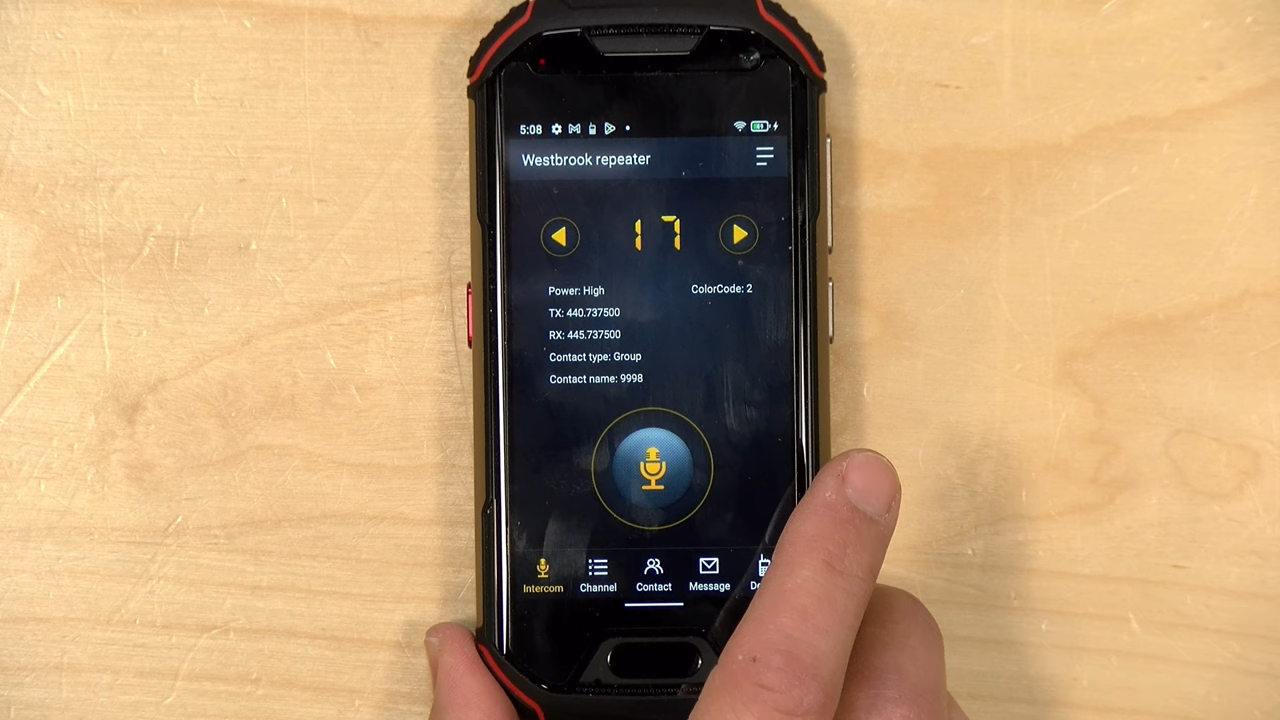 5:08
Westbrook repeater
17
Power: High
ColorCode: 2
TX: 440.737500
RX: 445.737500
Contact type: Group
Contact name: 9998
Intercom
Channel
Contact
Message